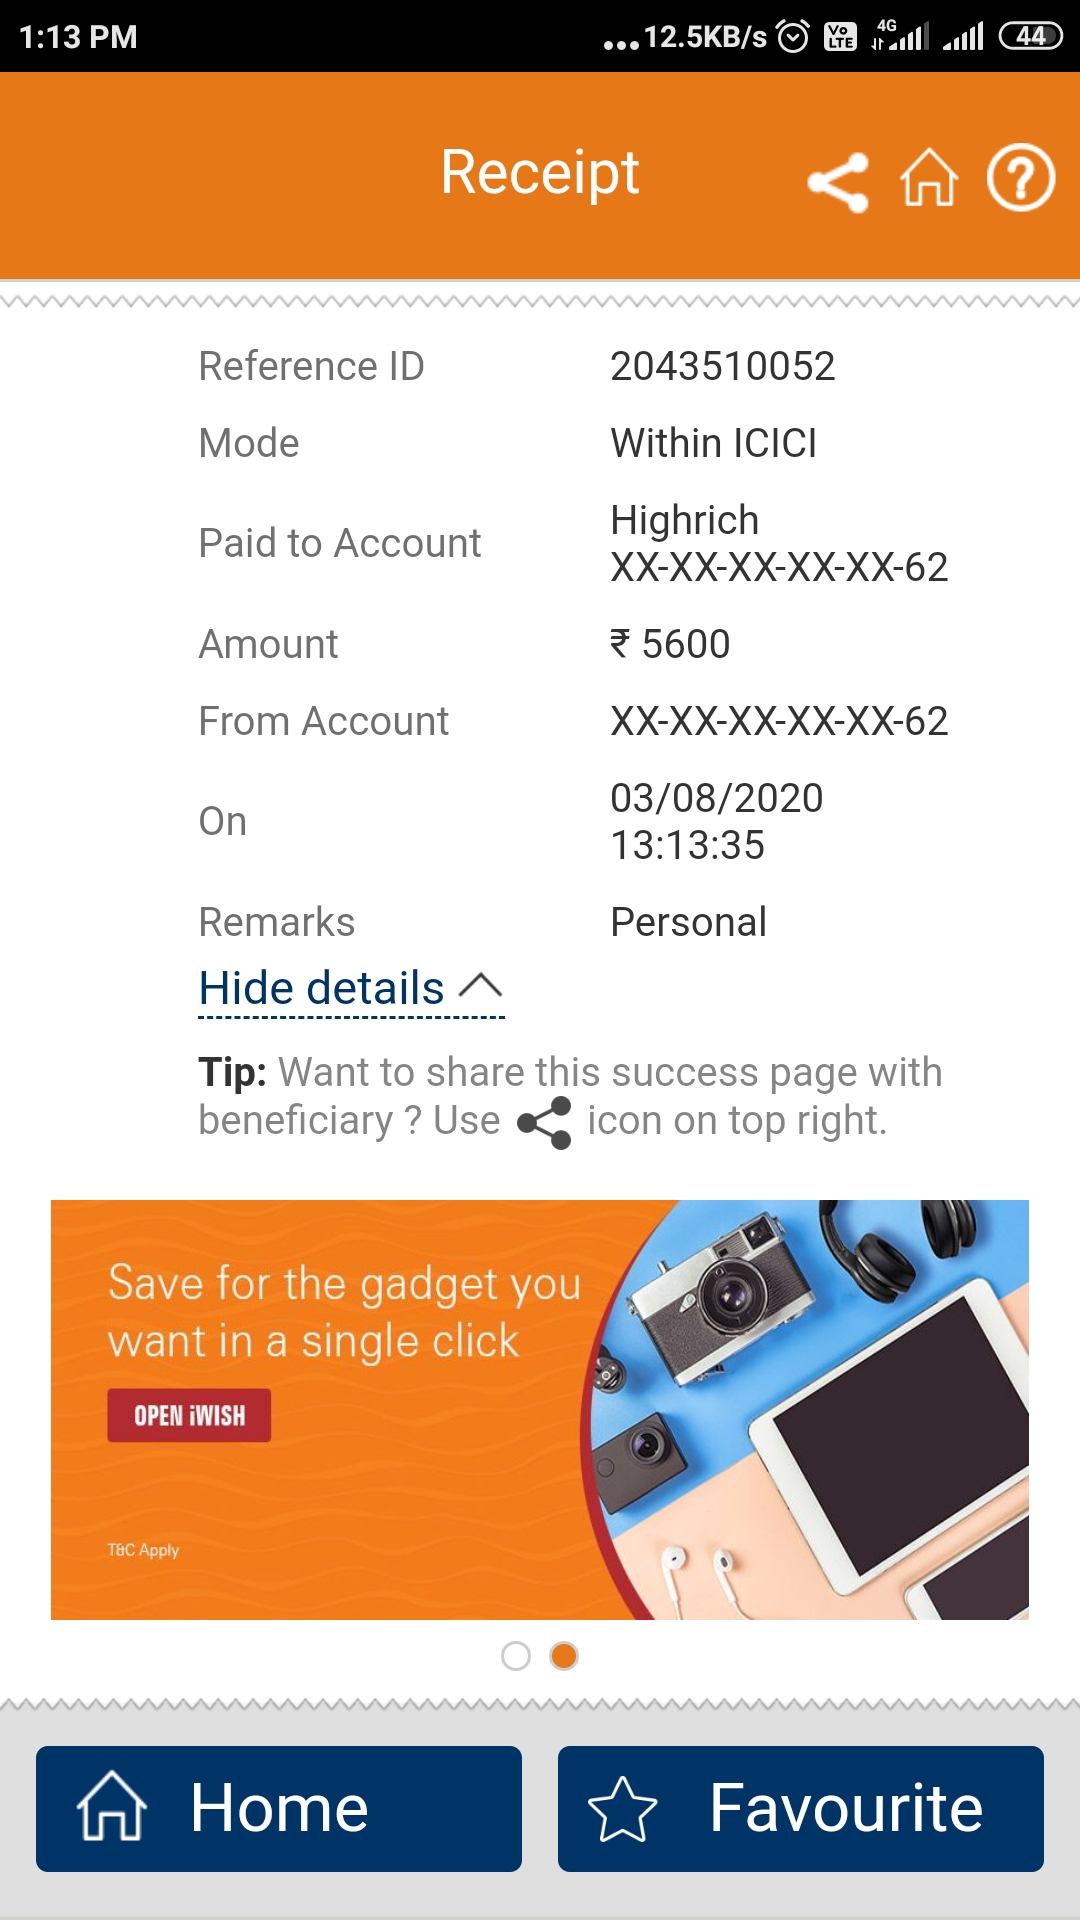 1:13 PM
...12.5KB/s
Vo
LTE
4G
44
Receipt
Reference ID 2043510052
Mode Within ICICI
Paid to Account Highrich
XX-XX-XX-XX-XX-62
Amount ₹ 5600
From Account XX-XX-XX-XX-XX-62
On 03/08/2020
13:13:35
Remarks Personal
Hide details
Tip: Want to share this success page with
beneficiary ? Use icon on top right.
Save for the gadget you
want in a single click
OPEN iWISH
T&C Apply
Home
Favourite